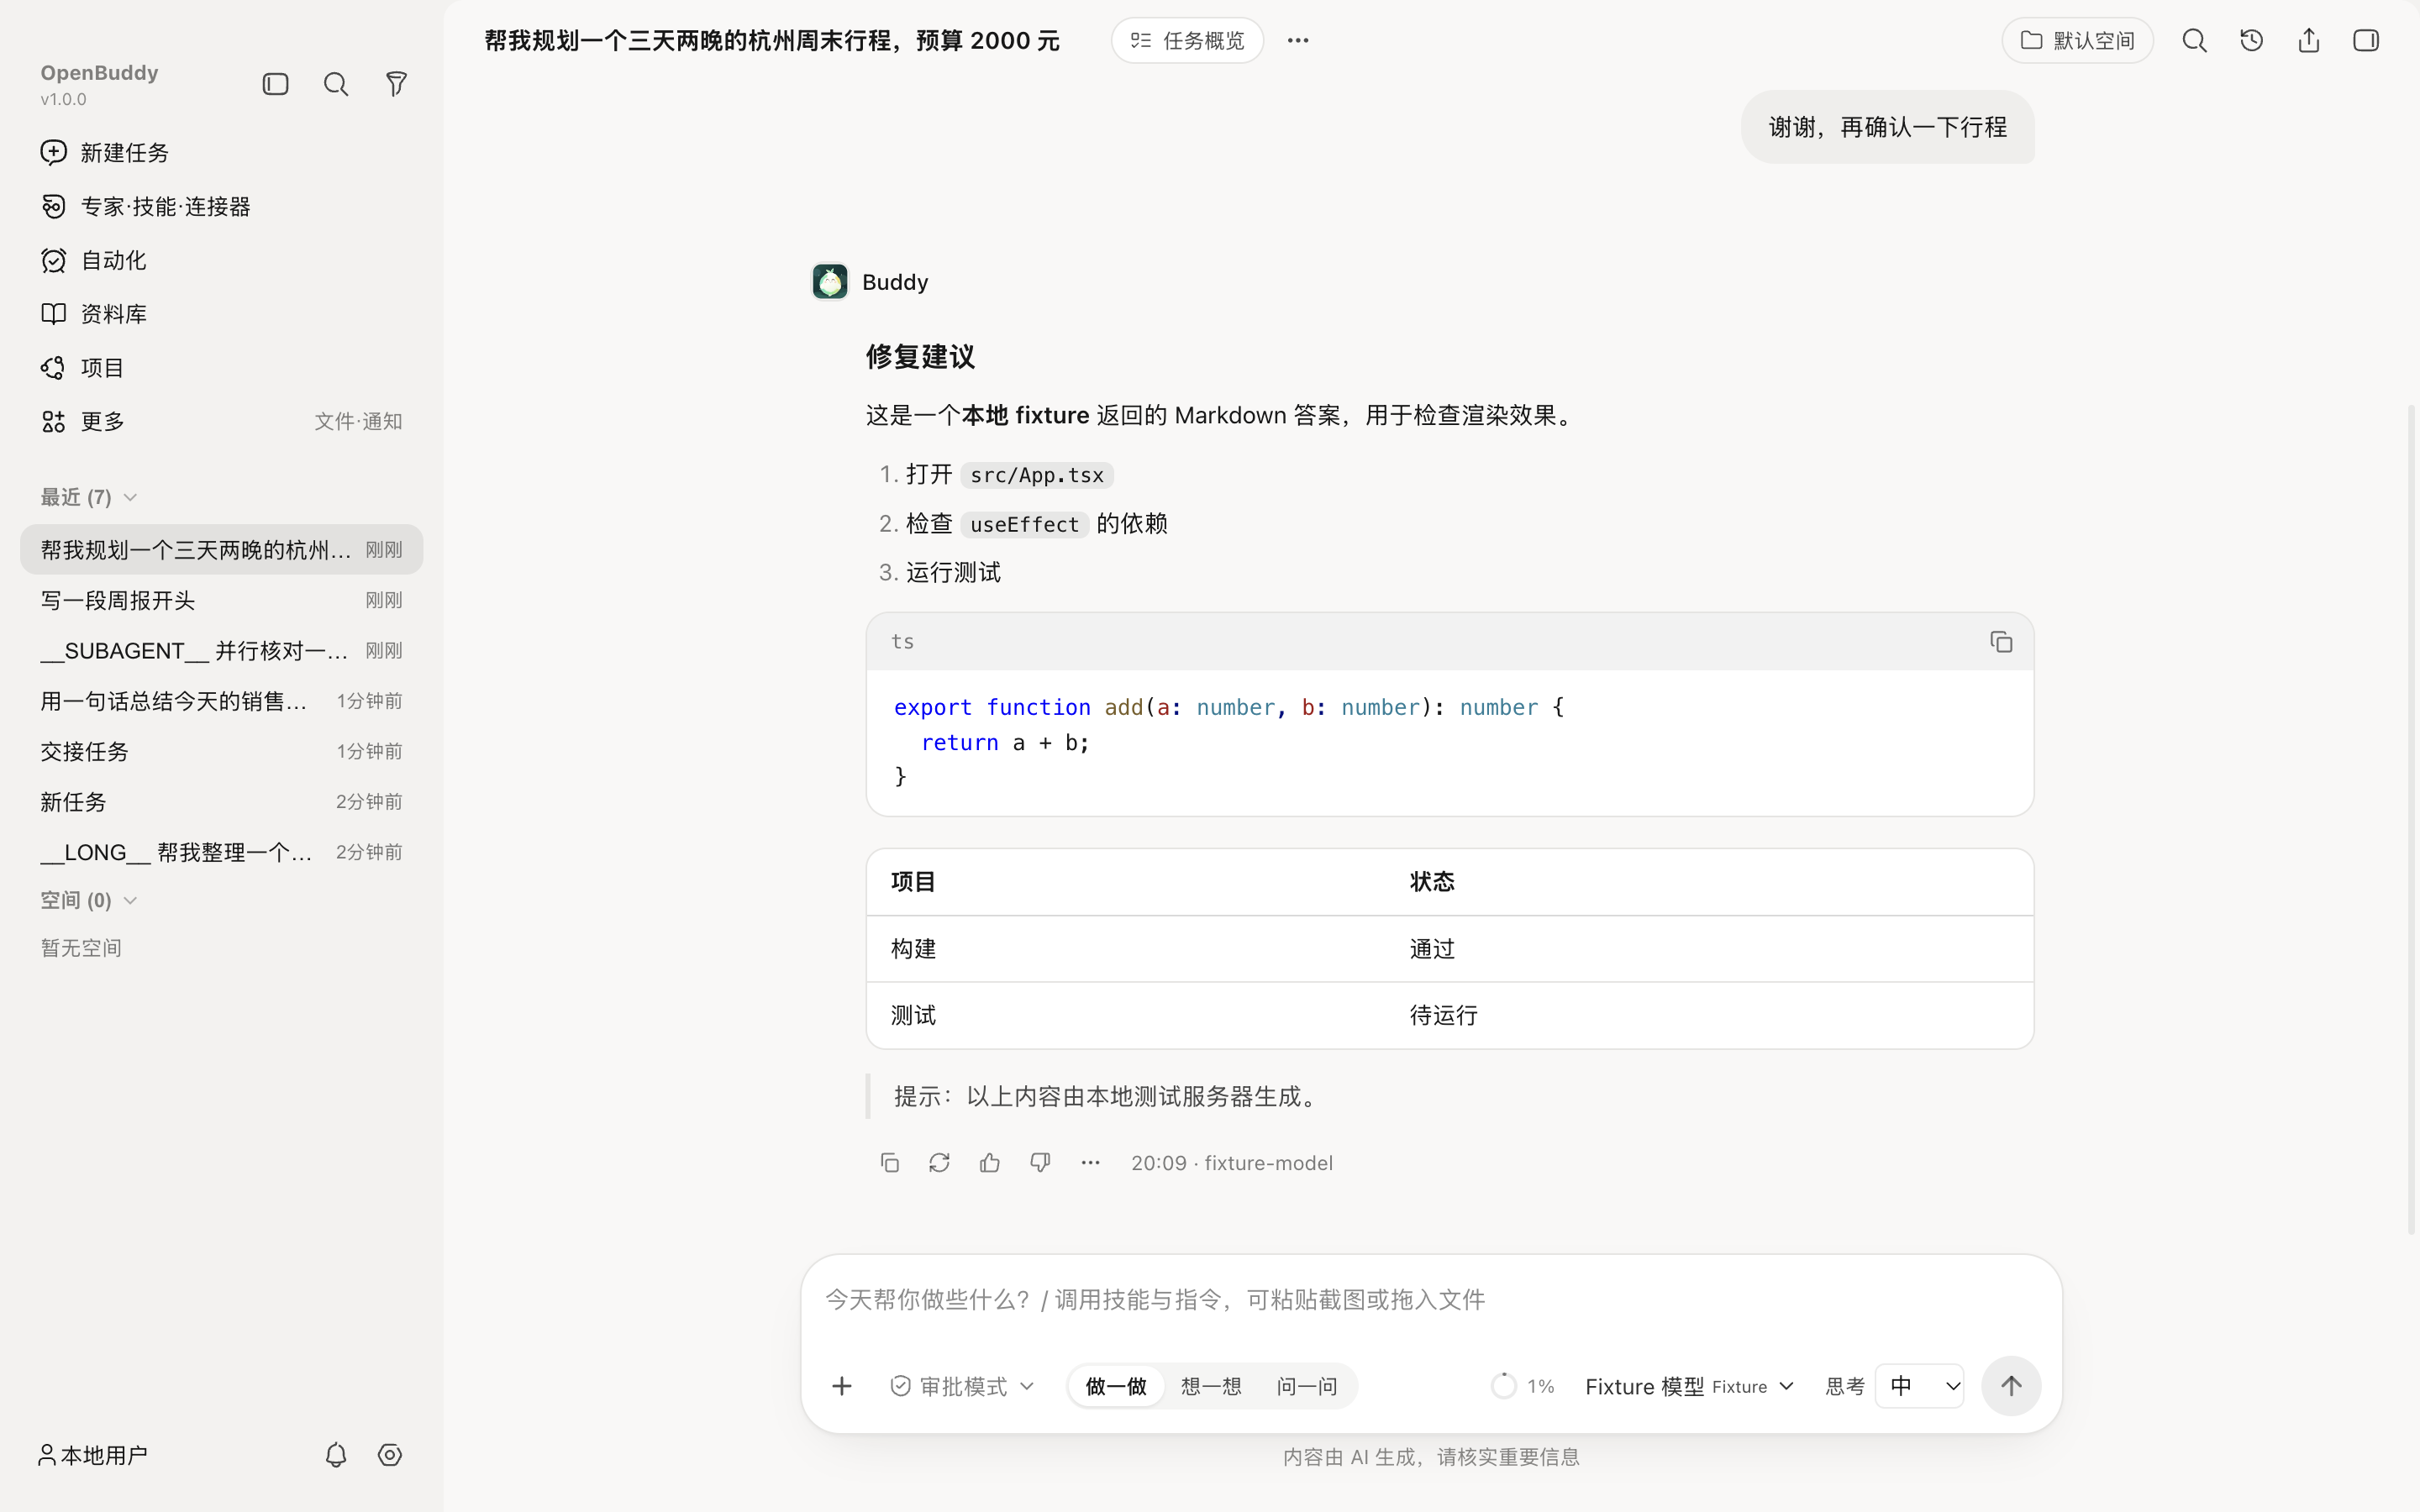 OpenBuddy
v1.0.0
新建任务
专家·技能·连接器
自动化
资料库
项目
更多 文件·通知
最近 (7)
帮我规划一个三天两晚的杭州... 刚刚
写一段周报开头 刚刚
__SUBAGENT__ 并行核对一... 刚刚
用一句话总结今天的销售... 1分钟前
交接任务 1分钟前
新任务 2分钟前
__LONG__ 帮我整理一个... 2分钟前
空间 (0)
暂无空间
本地用户
帮我规划一个三天两晚的杭州周末行程，预算 2000 元 任务概览 默认空间
谢谢，再确认一下行程
Buddy
修复建议
这是一个本地 fixture 返回的 Markdown 答案，用于检查渲染效果。
1. 打开 src/App.tsx
2. 检查 useEffect 的依赖
3. 运行测试
ts
export function add(a: number, b: number): number {
  return a + b;
}
项目 状态
构建 通过
测试 待运行
提示：以上内容由本地测试服务器生成。
20:09 · fixture-model
今天帮你做些什么？/ 调用技能与指令，可粘贴截图或拖入文件
审批模式 做一做 想一想 问一问 1% Fixture 模型 Fixture 思考 中
内容由 AI 生成，请核实重要信息